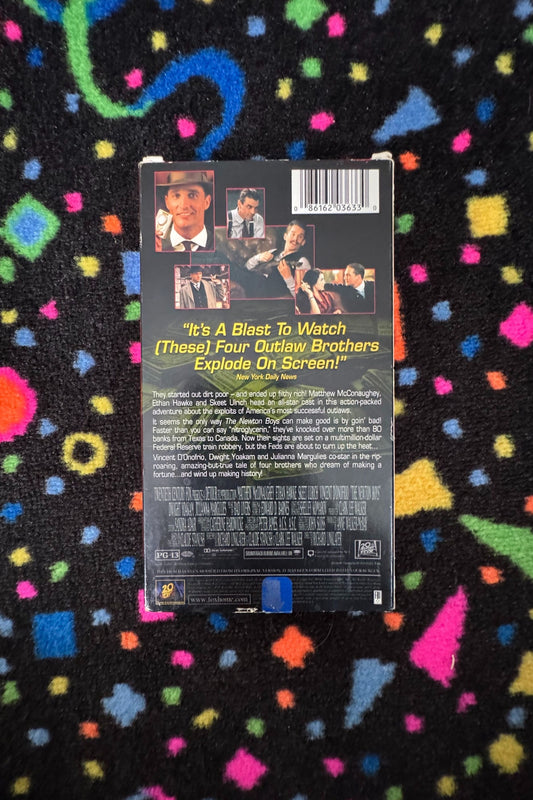 0 86162 03633 0
"It's A Blast To Watch
(These) Four Outlaw Brothers
Explode On Screen!"
New York Daily News
They started out dirt poor – and ended up filthy rich! Matthew McConaughey,
Ethan Hawke and Skeet Ulrich head an all-star cast in this action-packed
adventure about the exploits of America's most successful outlaws.
It seems the only way The Newton Boys can make good is by goin' bad!
Faster than you can say "nitroglycerin," they've knocked over more than 80
banks from Texas to Canada. Now their sights are set on a multimillion-dollar
Federal Reserve train robbery, but the Feds are about to turn up the heat...
Vincent D'Onofrio, Dwight Yoakam and Julianna Margulies co-star in the rip-
roaring, amazing-but-true tale of four brothers who dream of making a
fortune...and wind up making history!
PG-13
www.foxhome.com